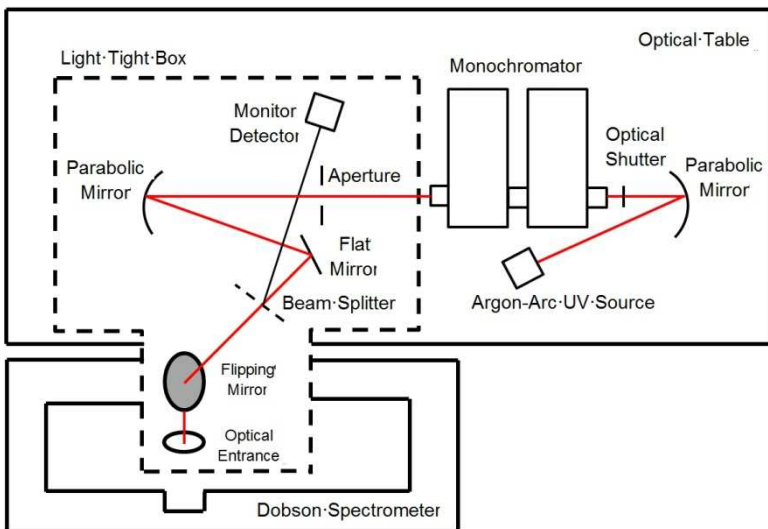 Optical·Table
Light·Tight·Box
Monochromator
Monitor
Detector
Optical
Shutter
Parabolic
Mirror
Aperture
Parabolic
Mirror
Flat
Mirror
Beam·Splitter
Argon-Arc·UV·Source
Flipping
Mirror
Optical
Entrance
Dobson·Spectrometer